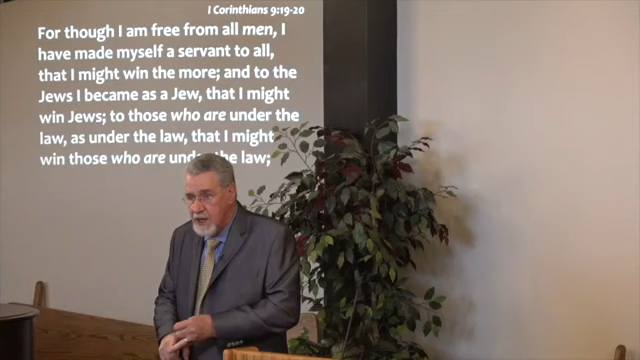 I Corinthians 9:19-20
For though I am free from all men, I
have made myself a servant to all,
that I might win the more; and to the
Jews I became as a Jew, that I might
win Jews; to those who are under the
law, as under the law, that I might
win those who are under the law;